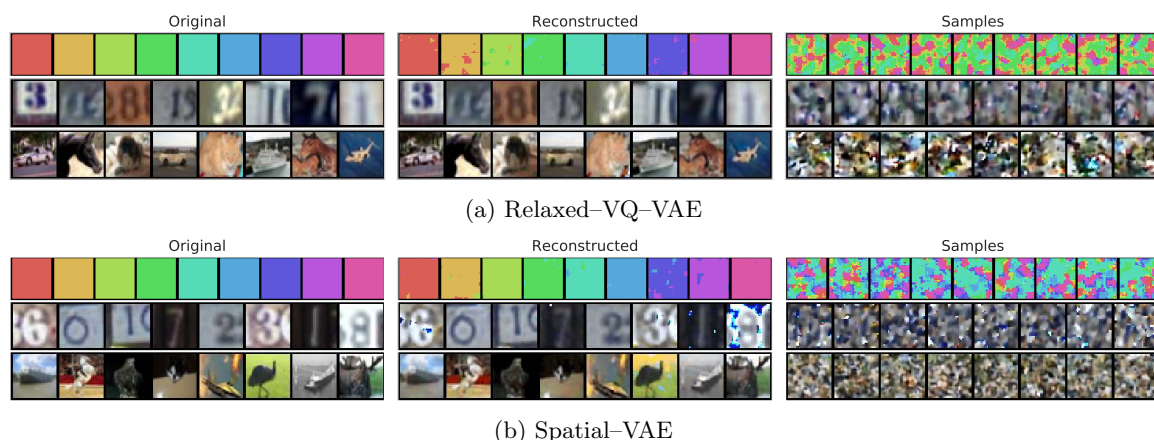 Original Reconstructed Samples
(a) Relaxed–VQ–VAE
Original Reconstructed Samples
(b) Spatial–VAE